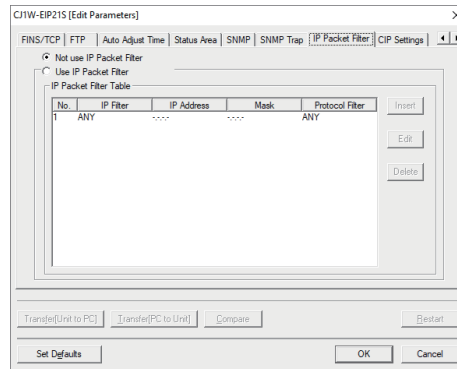 CJ1W-EIP21S [Edit Parameters]
FINS/TCP FTP Auto Adjust Time Status Area SNMP SNMP Trap IP Packet Filter CIP Settings
Not use IP Packet Filter
Use IP Packet Filter
IP Packet Filter Table
No. IP Filter IP Address Mask Protocol Filter
1 ANY -.-.-.- -.-.-.- ANY
Insert
Edit
Delete
Transfer[Unit to PC] Transfer[PC to Unit] Compare Restart
Set Defaults OK Cancel